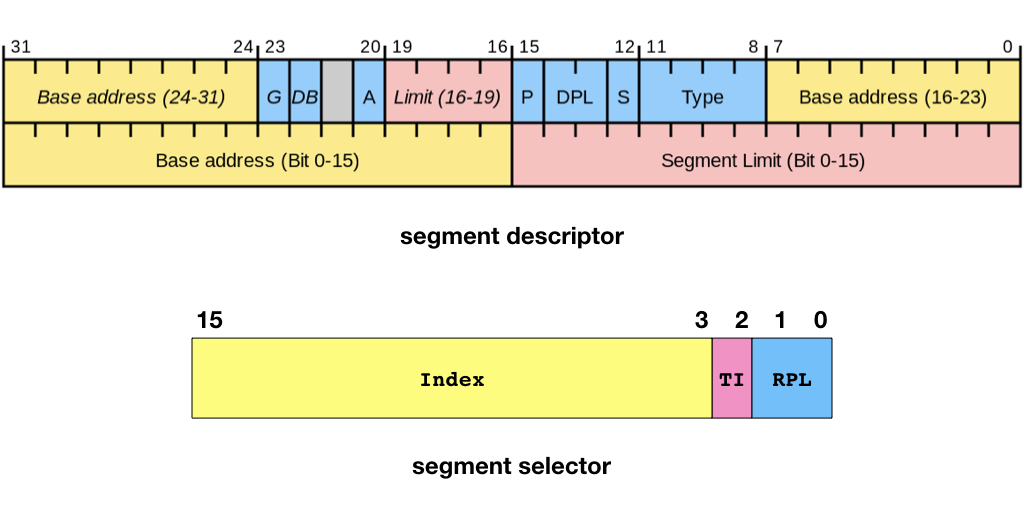 31 24 23 20 19 16 15 12 11 8 7 0
Base address (24-31) G DB A Limit (16-19) P DPL S Type Base address (16-23)
Base address (Bit 0-15) Segment Limit (Bit 0-15)
segment descriptor
15 3 2 1 0
Index TI RPL
segment selector